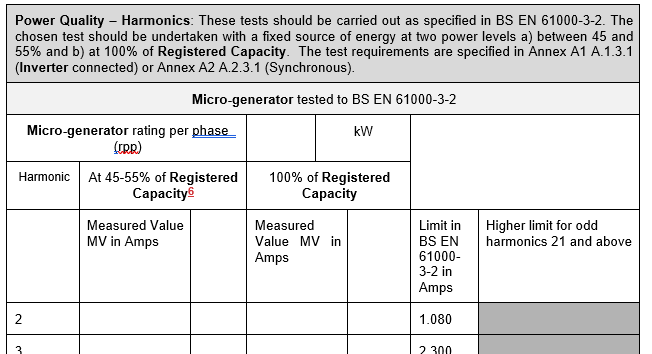 Power Quality – Harmonics: These tests should be carried out as specified in BS EN 61000-3-2. The
chosen test should be undertaken with a fixed source of energy at two power levels a) between 45 and
55% and b) at 100% of Registered Capacity. The test requirements are specified in Annex A1 A.1.3.1
(Inverter connected) or Annex A2 A.2.3.1 (Synchronous).
Micro-generator tested to BS EN 61000-3-2
Micro-generator rating per phase
(rpp)
kW
Harmonic
At 45-55% of Registered
Capacity6
100% of Registered
Capacity
Measured Value
MV in Amps
Measured
Value MV in
Amps
Limit in
BS EN
61000-
3-2 in
Amps
Higher limit for odd
harmonics 21 and above
2
1.080
3
2.300